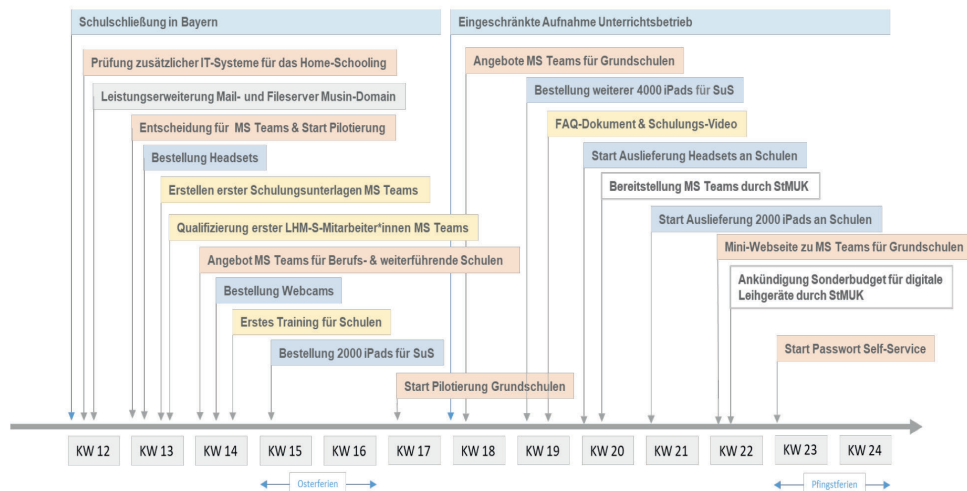 Schulschließung in Bayern
Eingeschränkte Aufnahme Unterrichtsbetrieb
Prüfung zusätzlicher IT-Systeme für das Home-Schooling
Angebote MS Teams für Grundschulen
Leistungserweiterung Mail- und Fileserver Musin-Domain
Bestellung weiterer 4000 iPads für SuS
Entscheidung für MS Teams & Start Pilotierung
FAQ-Dokument & Schulungs-Video
Bestellung Headsets
Start Auslieferung Headsets an Schulen
Erstellen erster Schulungsunterlagen MS Teams
Bereitstellung MS Teams durch StMUK
Qualifizierung erster LHM-S-Mitarbeiter*innen MS Teams
Start Auslieferung 2000 iPads an Schulen
Angebot MS Teams für Berufs- & weiterführende Schulen
Mini-Webseite zu MS Teams für Grundschulen
Bestellung Webcams
Ankündigung Sonderbudget für digitale
Leihgeräte durch StMUK
Erstes Training für Schulen
Bestellung 2000 iPads für SuS
Start Passwort Self-Service
Start Pilotierung Grundschulen
KW 12 KW 13 KW 14 KW 15 KW 16 KW 17 KW 18 KW 19 KW 20 KW 21 KW 22 KW 23 KW 24
Osterferien Pfingstferien